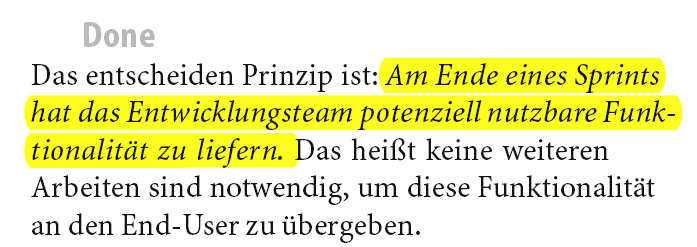 Done
Das entscheiden Prinzip ist: Am Ende eines Sprints
hat das Entwicklungsteam potenziell nutzbare Funk-
tionalität zu liefern. Das heißt keine weiteren
Arbeiten sind notwendig, um diese Funktionalität
an den End-User zu übergeben.